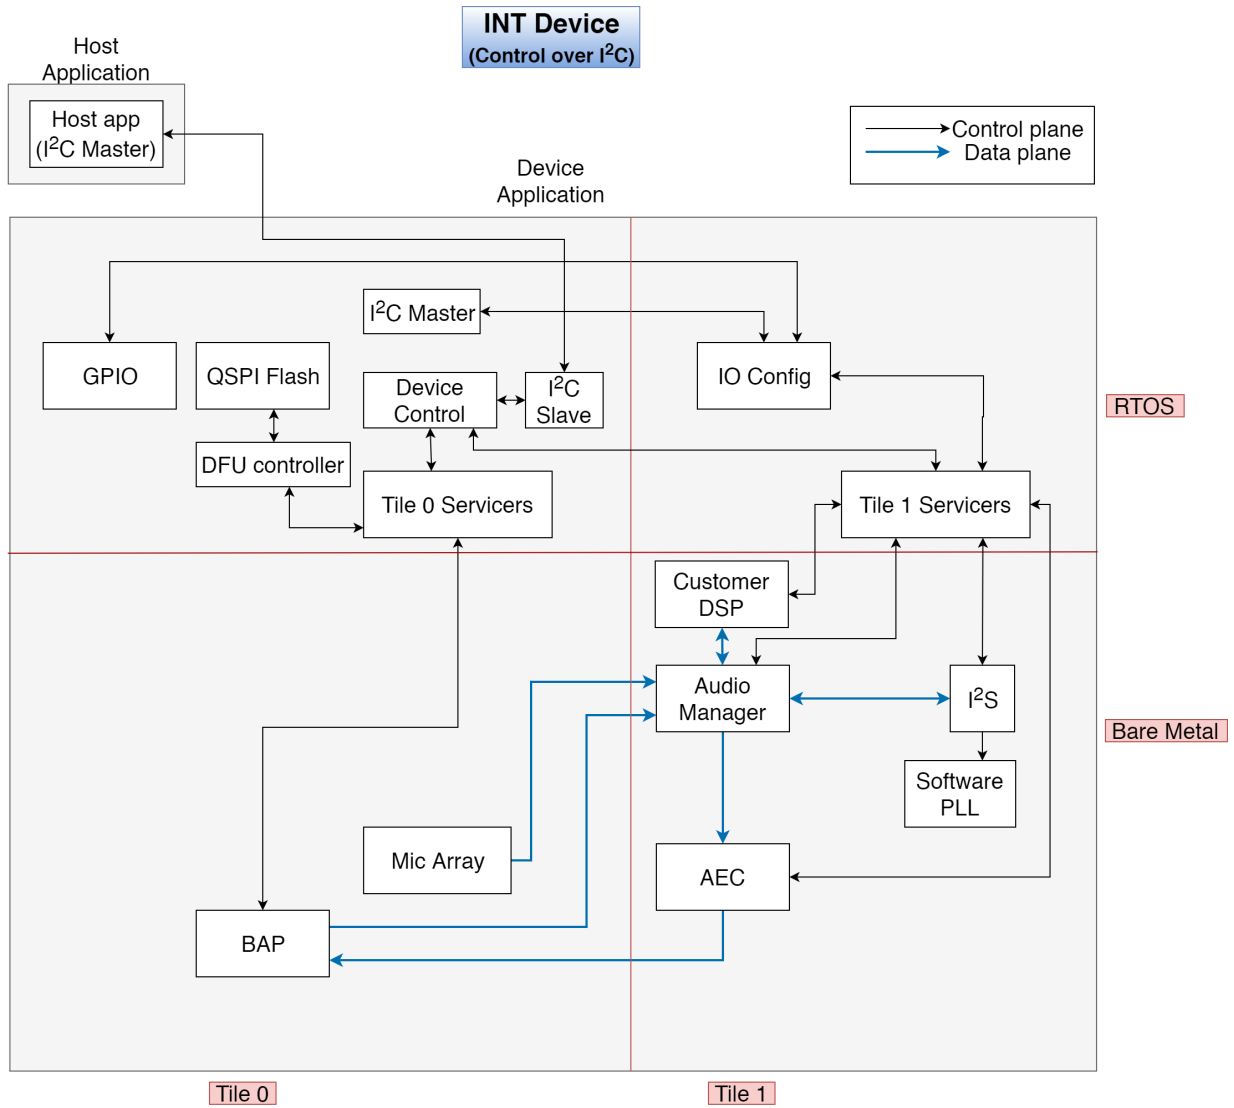 INT Device
(Control over I²C)
Host
Application
Host app
(I²C Master)
Control plane
Data plane
Device
Application
I²C Master
GPIO
QSPI Flash
Device
Control
I²C
Slave
IO Config
RTOS
DFU controller
Tile 0 Servicers
Tile 1 Servicers
Customer
DSP
Audio
Manager
I²S
Bare Metal
Software
PLL
Mic Array
AEC
BAP
Tile 0
Tile 1